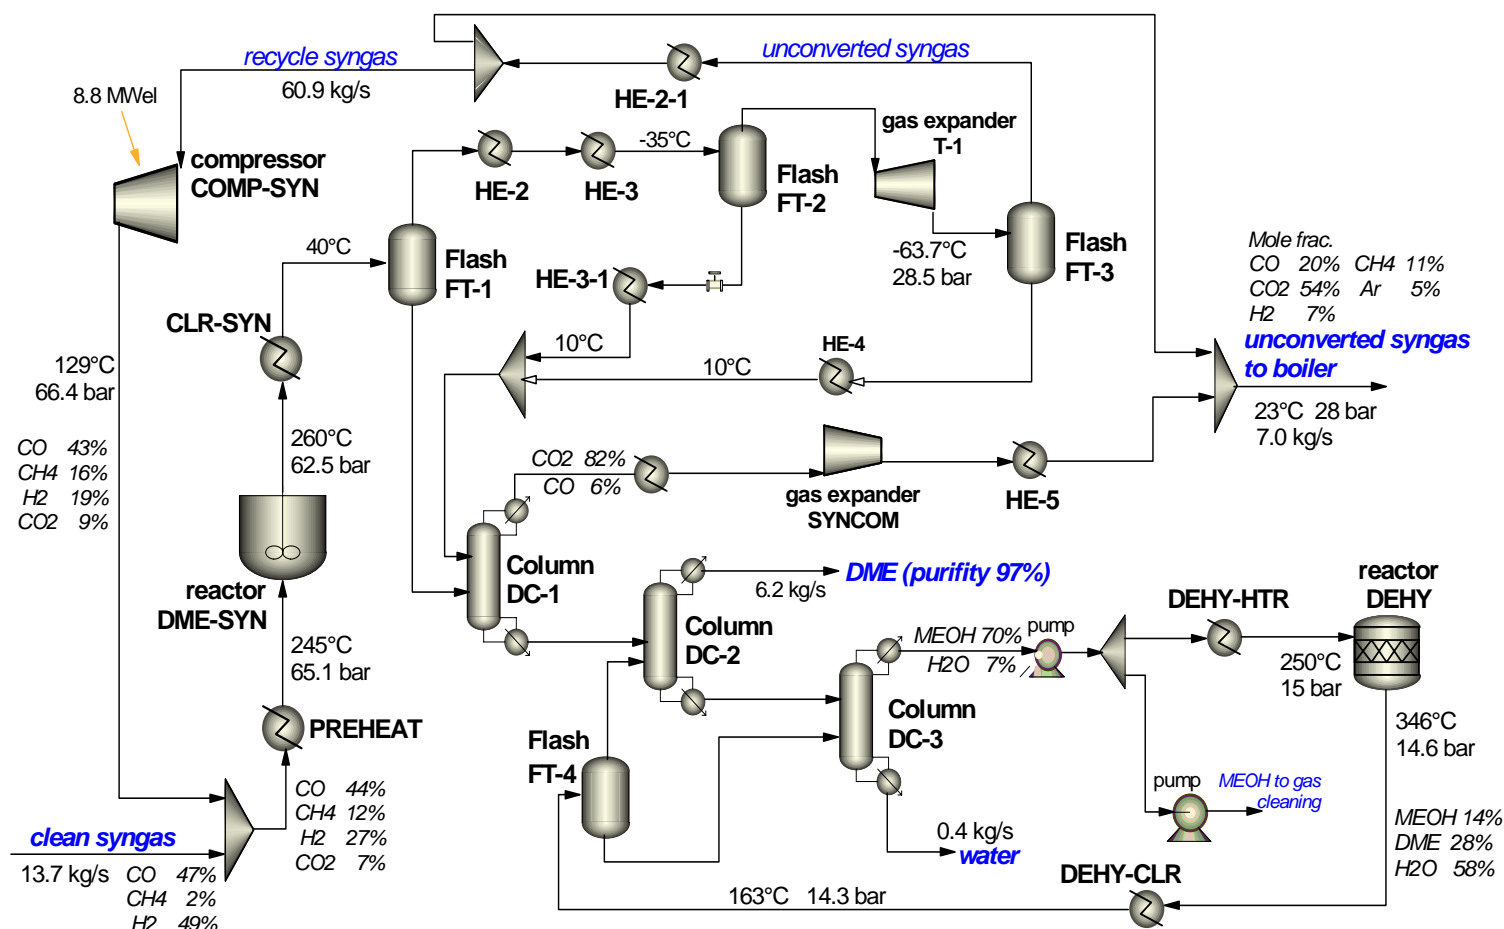 recycle syngas
60.9 kg/s
unconverted syngas
HE-2-1
8.8 MWel
compressor
COMP-SYN
HE-2
HE-3
-35°C
Flash
FT-2
gas expander
T-1
-63.7°C
28.5 bar
Flash
FT-3
40°C
Flash
FT-1
HE-3-1
CLR-SYN
10°C
HE-4
10°C
Mole frac.
CO 20% CH4 11%
CO2 54% Ar 5%
H2 7%
unconverted syngas
to boiler
23°C 28 bar
7.0 kg/s
129°C
66.4 bar
CO 43%
CH4 16%
H2 19%
CO2 9%
260°C
62.5 bar
CO2 82%
CO 6%
gas expander
SYNCOM
HE-5
reactor
DME-SYN
Column
DC-1
6.2 kg/s
DME (purifity 97%)
Column
DC-2
245°C
65.1 bar
PREHEAT
MEOH 70%
H2O 7%
pump
DEHY-HTR
reactor
DEHY
250°C
15 bar
346°C
14.6 bar
Column
DC-3
Flash
FT-4
CO 44%
CH4 12%
H2 27%
CO2 7%
pump
MEOH to gas
cleaning
MEOH 14%
DME 28%
H2O 58%
clean syngas
13.7 kg/s
CO 47%
CH4 2%
H2 49%
0.4 kg/s
water
DEHY-CLR
163°C 14.3 bar